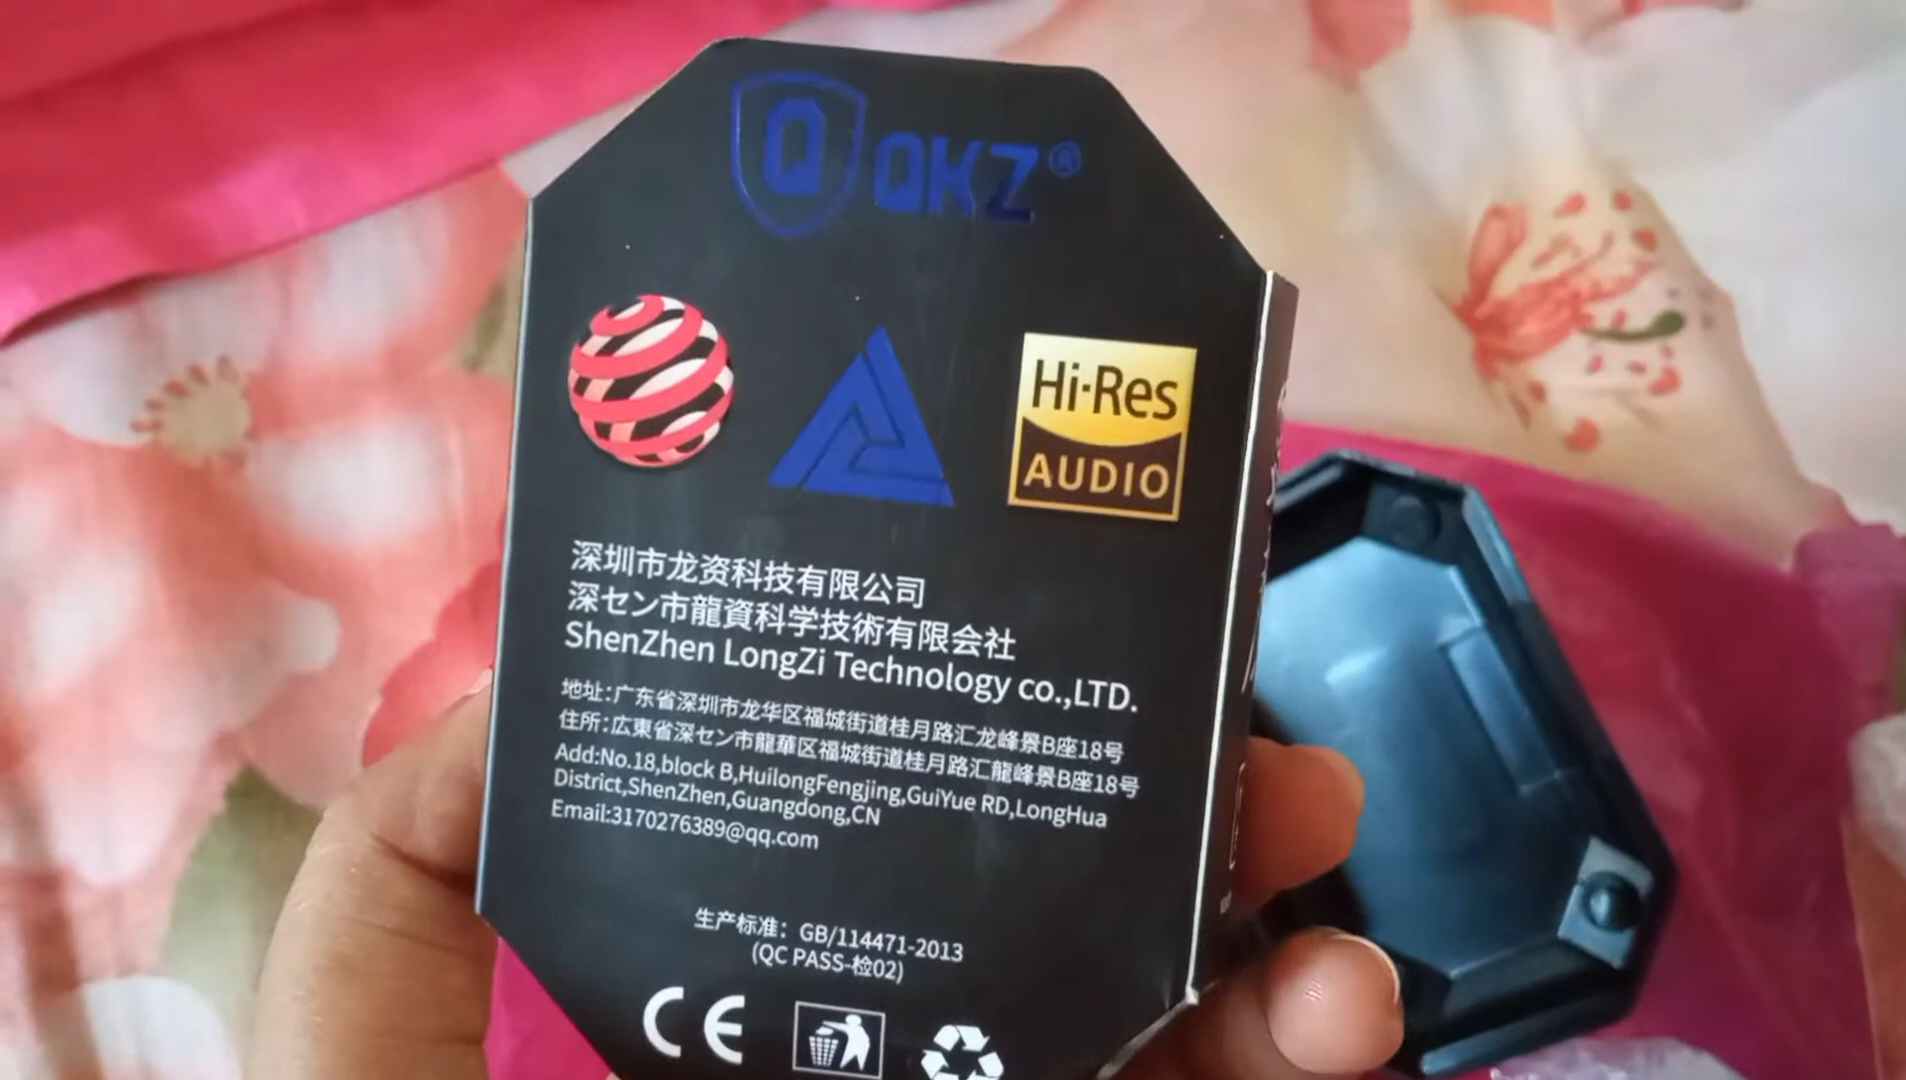 Q QKZ®
Hi-Res
AUDIO
深圳市龙资科技有限公司
深セン市龍資科学技術有限会社
ShenZhen LongZi Technology co.,LTD.
地址:广东省深圳市龙华区福城街道桂月路汇龙峰景B座18号
住所:広東省深セン市龍華区福城街道桂月路汇龍峰景B座18号
Add:No.18,block B,HuilongFengjing,GuiYue RD,LongHua
District,ShenZhen,Guangdong,CN
Email:3170276389@qq.com
生产标准：GB/114471-2013
(QC PASS-检02)
CE